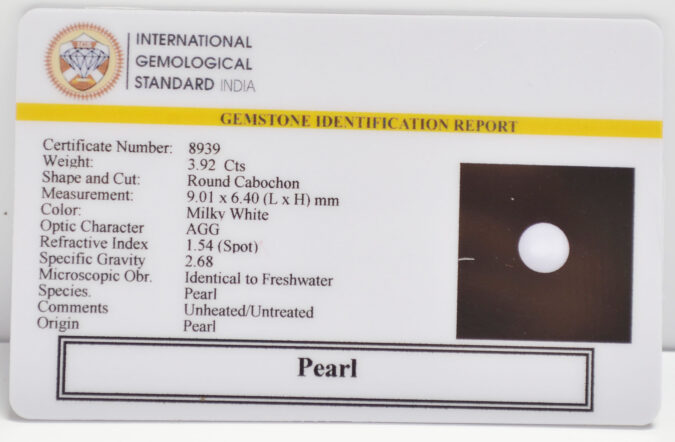 INTERNATIONAL
GEMOLOGICAL
STANDARD INDIA
GEMSTONE IDENTIFICATION REPORT
Certificate Number: 8939
Weight: 3.92 Cts
Shape and Cut: Round Cabochon
Measurement: 9.01 x 6.40 (L x H) mm
Color: Milky White
Optic Character AGG
Refractive Index 1.54 (Spot)
Specific Gravity 2.68
Microscopic Obr. Identical to Freshwater
Species. Pearl
Comments Unheated/Untreated
Origin Pearl
Pearl